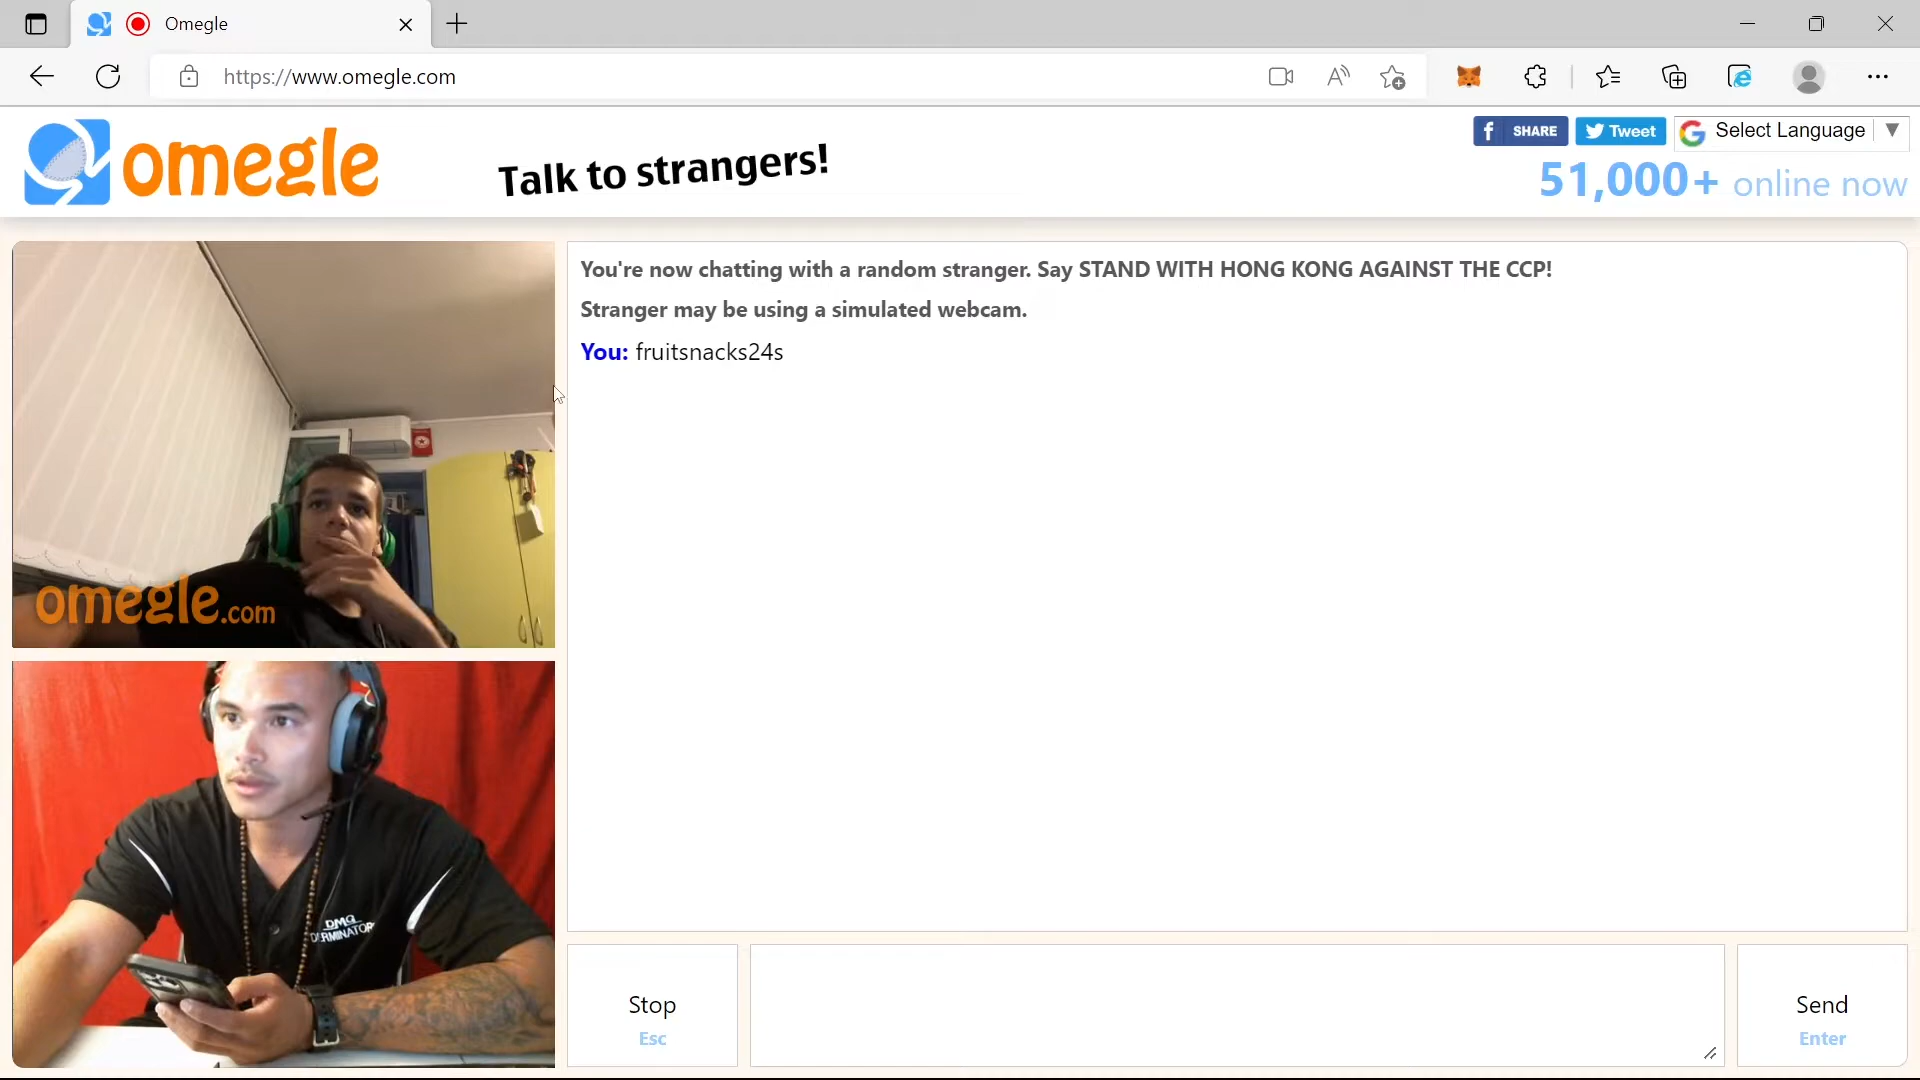 Omegle
https://www.omegle.com
omegle
Talk to strangers!
SHARE
Tweet
Select Language
51,000+ online now
You're now chatting with a random stranger. Say STAND WITH HONG KONG AGAINST THE CCP!
Stranger may be using a simulated webcam.
You: fruitsnacks24s
omegle.com
DMG
Stop
Esc
Send
Enter